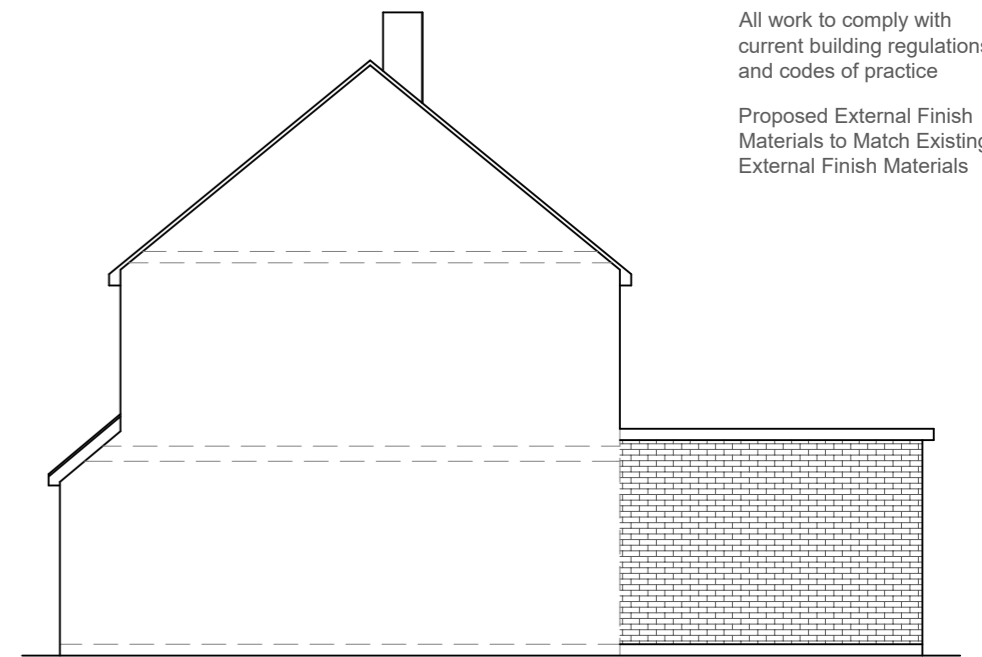 All work to comply with
current building regulations
and codes of practice
Proposed External Finish
Materials to Match Existing
External Finish Materials